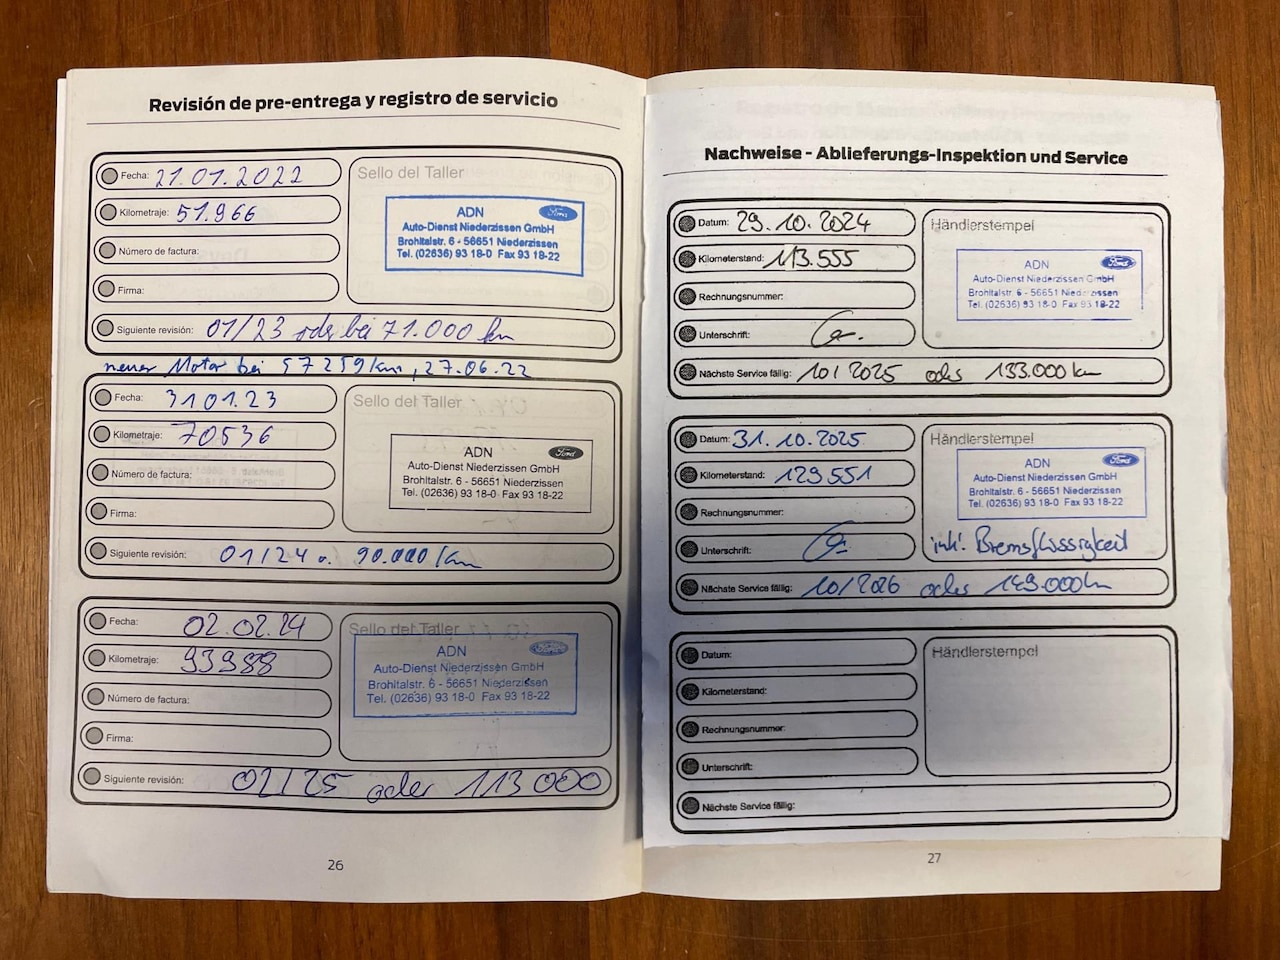 Revisión de pre-entrega y registro de servicio
Fecha: 21.01.2022
Kilometraje: 51.966
Número de factura:
Firma:
Sello del Taller
ADN Ford
Auto-Dienst Niederzissen GmbH
Brohltalstr. 6 - 56651 Niederzissen
Tel. (02636) 93 18-0 Fax 93 18-22
Siguiente revisión: 01/23 oder bei 71.000 km
neuer Motor bei 57259km, 27.06.22
Fecha: 310123
Kilometraje: 70536
Número de factura:
Firma:
Sello del Taller
ADN Ford
Auto-Dienst Niederzissen GmbH
Brohltalstr. 6 - 56651 Niederzissen
Tel. (02636) 93 18-0 Fax 93 18-22
Siguiente revisión: 01/24 o. 90.000 km
Fecha: 02.02.24
Kilometraje: 93988
Número de factura:
Firma:
Sello del Taller
ADN Ford
Auto-Dienst Niederzissen GmbH
Brohltalstr. 6 - 56651 Niederzissen
Tel. (02636) 93 18-0 Fax 93 18-22
Siguiente revisión: 02/25 oder 113 000
26
Nachweise - Ablieferungs-Inspektion und Service
Datum: 29.10.2024
Kilometerstand: 113.555
Rechnungsnummer:
Unterschrift:
Händlerstempel
ADN Ford
Auto-Dienst Niederzissen GmbH
Brohltalstr. 6 - 56651 Niederzissen
Tel. (02636) 93 18-0 Fax 93 18-22
Nächste Service fällig: 10/2025 oder 133.000 km
Datum: 31.10.2025
Kilometerstand: 129551
Rechnungsnummer:
Unterschrift:
Händlerstempel
ADN Ford
Auto-Dienst Niederzissen GmbH
Brohltalstr. 6 - 56651 Niederzissen
Tel. (02636) 93 18-0 Fax 93 18-22
inkl. Bremsflüssigkeit
Nächste Service fällig: 10/2026 oder 149.000km
Datum:
Kilometerstand:
Rechnungsnummer:
Unterschrift:
Händlerstempel
Nächste Service fällig:
27